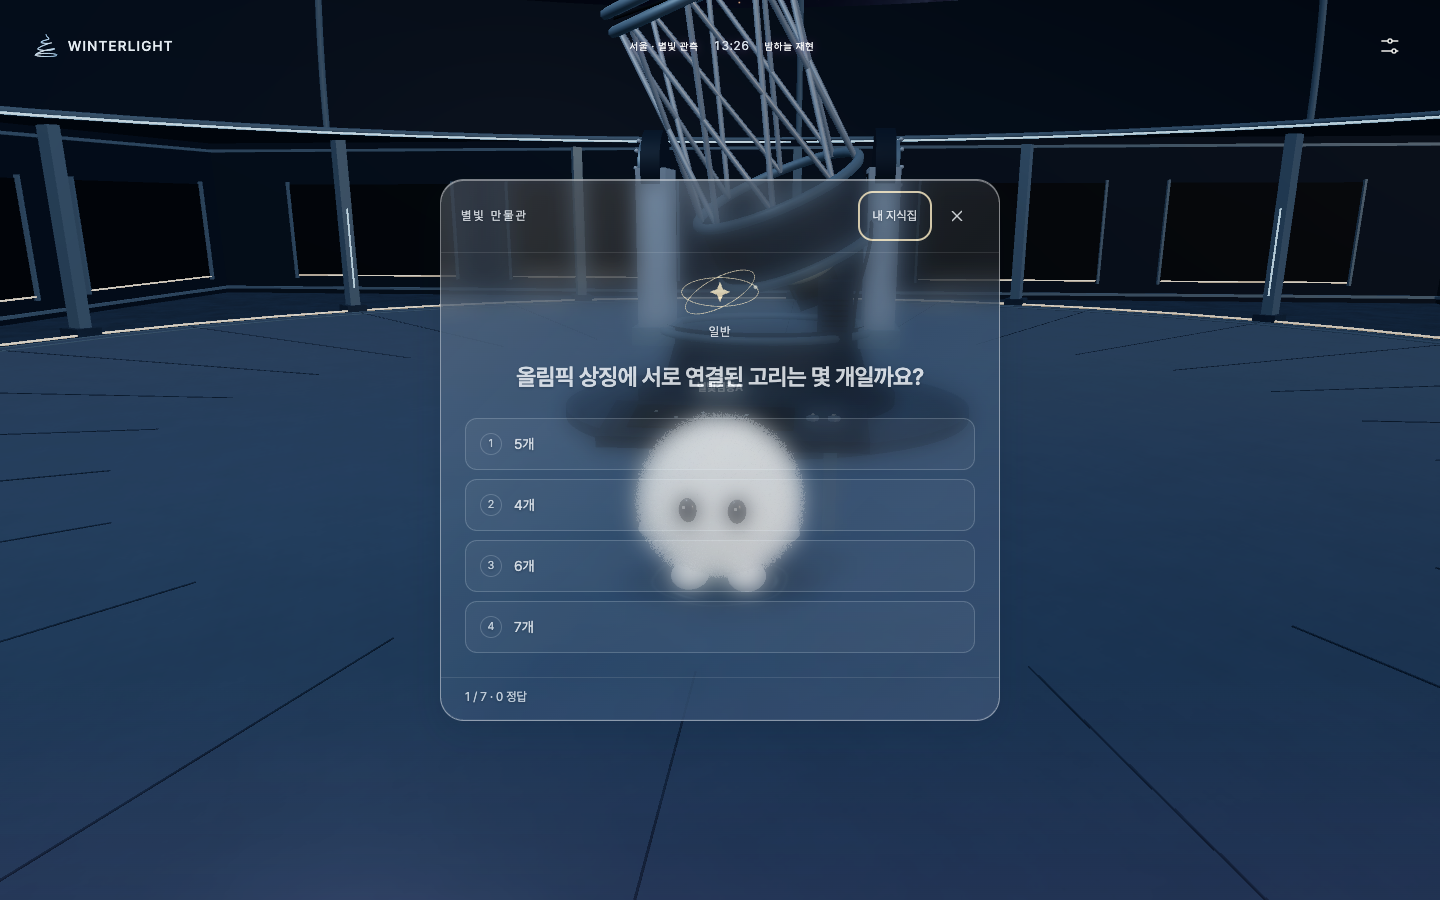 WINTERLIGHT
서울 · 별빛 관측 13:26 밤하늘 재현
별빛 만물관
내 지식집
일반
올림픽 상징에 서로 연결된 고리는 몇 개일까요?
1 5개
2 4개
3 6개
4 7개
1 / 7 · 0 정답